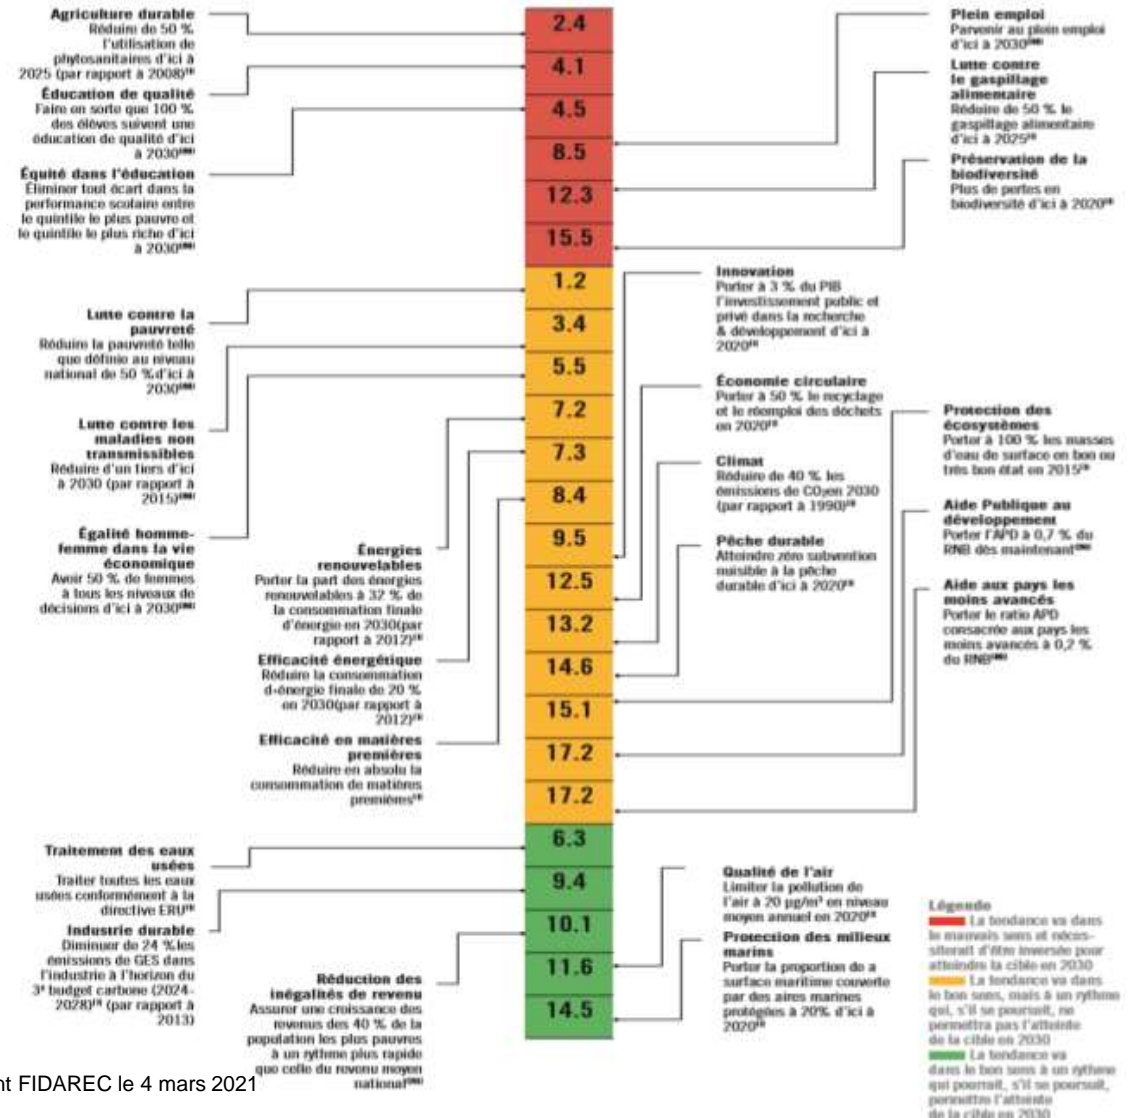 Agriculture durable
Réduire de 50 %
l'utilisation de
phytosanitaires d'ici à
2025 (par rapport à 2008)
Éducation de qualité
Faire en sorte que 100 %
des élèves suivent une
éducation de qualité d'ici
à 2030
Équité dans l'éducation
Éliminer tout écart dans la
performance scolaire entre
le quintile le plus pauvre et
le quintile le plus riche d'ici
à 2030
Lutte contre la
pauvreté
Réduire la pauvreté telle
que définie au niveau
national de 50 %d'ici à
2030
Lutte contre les
maladies non
transmissibles
Réduire d'un tiers d'ici
à 2030 (par rapport à
2015)
Égalité homme-
femme dans la vie
économique
Avoir 50 % de femmes
à tous les niveaux de
décisions d'ici à 2030
Énergies
renouvelables
Porter la part des énergies
renouvelables à 32 % de
la consommation finale
d'énergie en 2030(par
rapport à 2012)
Efficacité énergétique
Réduire la consommation
d'énergie finale de 20 %
en 2030(par rapport à
2012)
Efficacité en matières
premières
Réduire en absolu la
consommation de matières
premières
Traitement des eaux
usées
Traiter toutes les eaux
usées conformément à la
directive ERU
Industrie durable
Diminuer de 24 %les
émissions de GES dans
l'industrie à l'horizon du
3e budget carbone (2024-
2028) (par rapport à
2013)
Réduction des
inégalités de revenu
Assurer une croissance des
revenus des 40 % de la
population les plus pauvres
à un rythme plus rapide
que celle du revenu moyen
national
2.4
4.1
4.5
8.5
12.3
15.5
1.2
3.4
5.5
7.2
7.3
8.4
9.5
12.5
13.2
14.6
15.1
17.2
17.2
6.3
9.4
10.1
11.6
14.5
Plein emploi
Parvenir au plein emploi
d'ici à 2030
Lutte contre
le gaspillage
alimentaire
Réduire de 50 % le
gaspillage alimentaire
d'ici à 2025
Préservation de la
biodiversité
Plus de pertes en
biodiversité d'ici à 2020
Innovation
Porter à 3 % du PIB
l'investissement public et
privé dans la recherche
& développement d'ici à
2020
Économie circulaire
Porter à 50 % le recyclage
et le réemploi des déchets
en 2020
Climat
Réduire de 40 % les
émissions de CO₂en 2030
(par rapport à 1990)
Pêche durable
Atteindre zéro subvention
nuisible à la pêche
durable d'ici à 2020
Protection des
écosystèmes
Porter à 100 % les masses
d'eau de surface en bon ou
très bon état en 2015
Aide Publique au
développement
Porter l'APD à 0,7 % du
RNB dès maintenant
Aide aux pays les
moins avancés
Porter le ratio APD
consacrée aux pays les
moins avancés à 0,2 %
du RNB
Qualité de l'air
Limiter la pollution de
l'air à 20 µg/m³ en niveau
moyen annuel en 2020
Protection des milieux
marins
Porter la proportion de a
surface maritime couverte
par des aires marines
protégées à 20% d'ici à
2020
Légende
La tendance va dans
le mauvais sens et néces-
siterait d'être inversée pour
atteindre la cible en 2030
La tendance va dans
le bon sens, mais à un rythme
qui, s'il se poursuit, ne
permettra pas l'atteinte
de la cible en 2030
La tendance va
dans le bon sens à un rythme
qui pourrait, s'il se poursuit,
permettre l'atteinte
de la cible en 2030
nt FIDAREC le 4 mars 2021